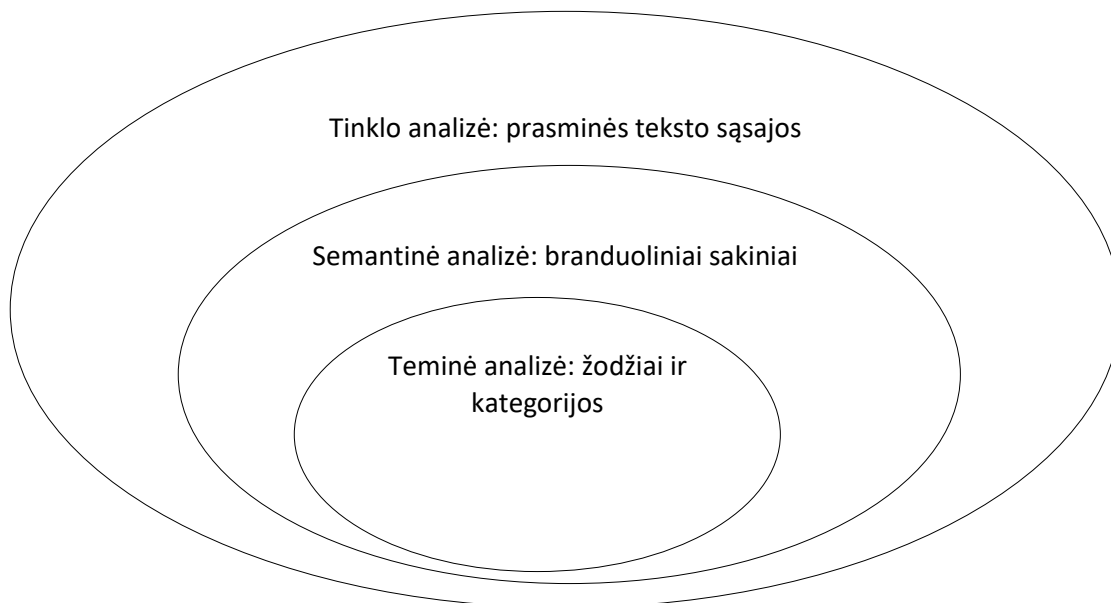 Tinklo analizė: prasminės teksto sąsajos
Semantinė analizė: branduoliniai sakiniai
Teminė analizė: žodžiai ir
kategorijos